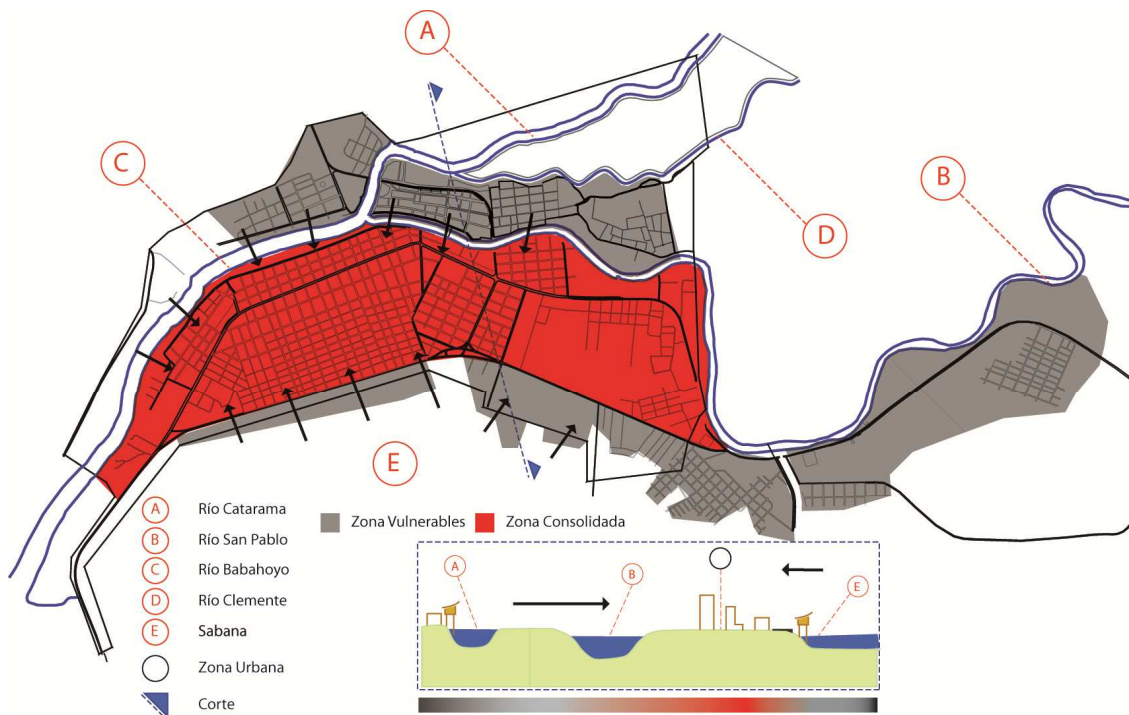 A
C
B
D
E
A Río Catarama
B Río San Pablo
C Río Babahoyo
D Río Clemente
E Sabana
Zona Urbana
Corte
Zona Vulnerables
Zona Consolidada
A
B
E